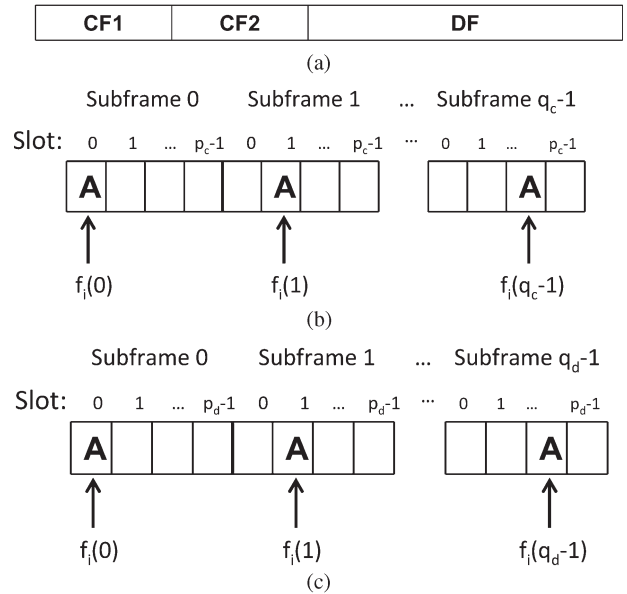 CF1 CF2 DF
(a)
Subframe 0 Subframe 1 ... Subframe q_c-1
Slot: 0 1 ... p_c-1 0 1 ... p_c-1 ... 0 1 ... p_c-1
A A A
f_i(0) f_i(1) f_i(q_c-1)
(b)
Subframe 0 Subframe 1 ... Subframe q_d-1
Slot: 0 1 ... p_d-1 0 1 ... p_d-1 ... 0 1 ... p_d-1
A A A
f_i(0) f_i(1) f_i(q_d-1)
(c)